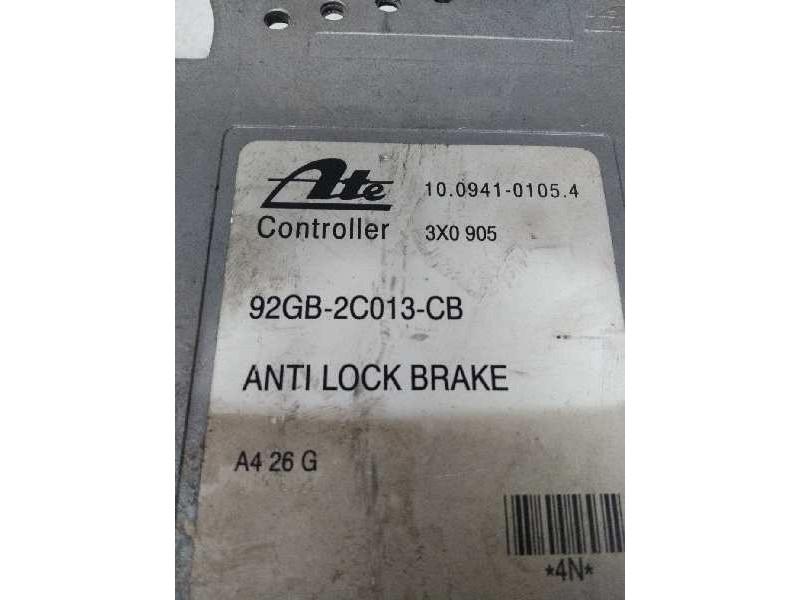 Ate 10.0941-0105.4
Controller 3X0 905
92GB-2C013-CB
ANTI LOCK BRAKE
A4 26 G
*4N*